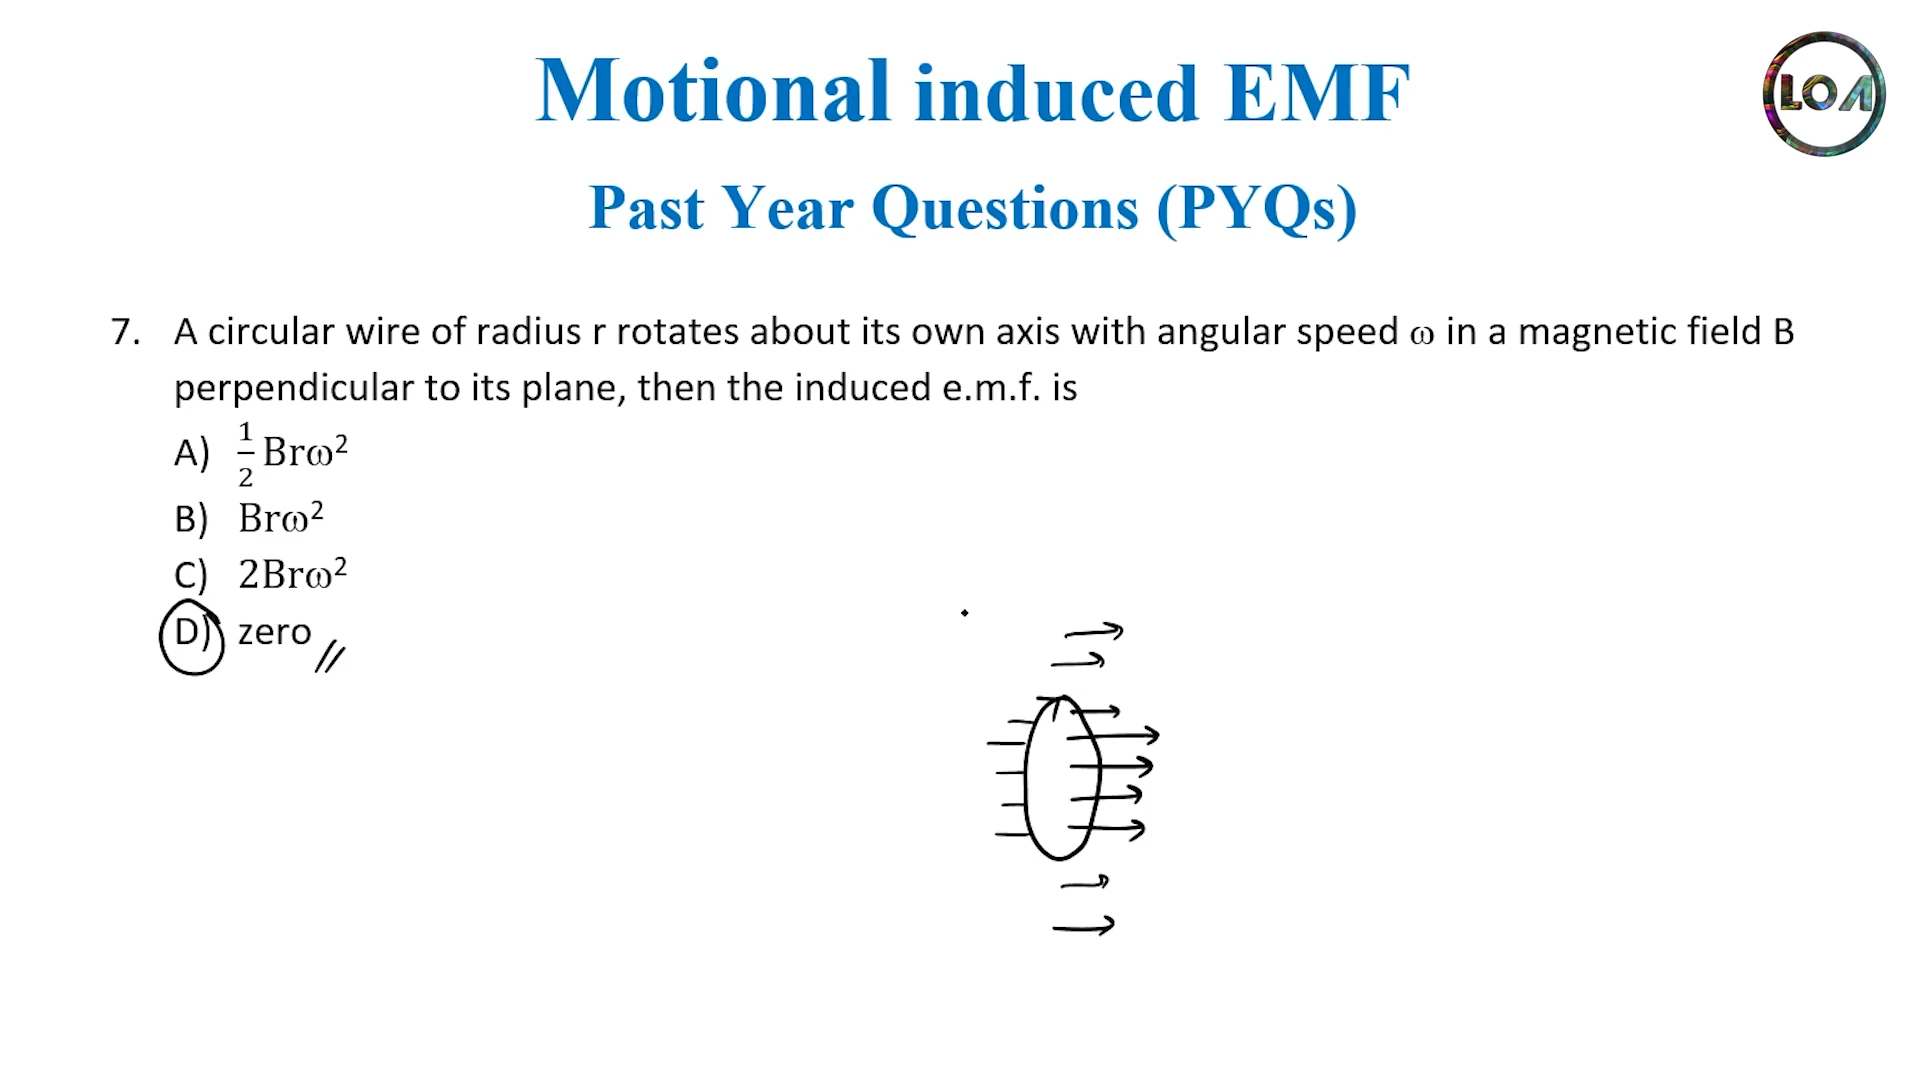 Motional induced EMF
LOA
Past Year Questions (PYQs)
7. A circular wire of radius r rotates about its own axis with angular speed ω in a magnetic field B
perpendicular to its plane, then the induced e.m.f. is
A) 1/2 Brω²
B) Brω²
C) 2Brω²
D) zero